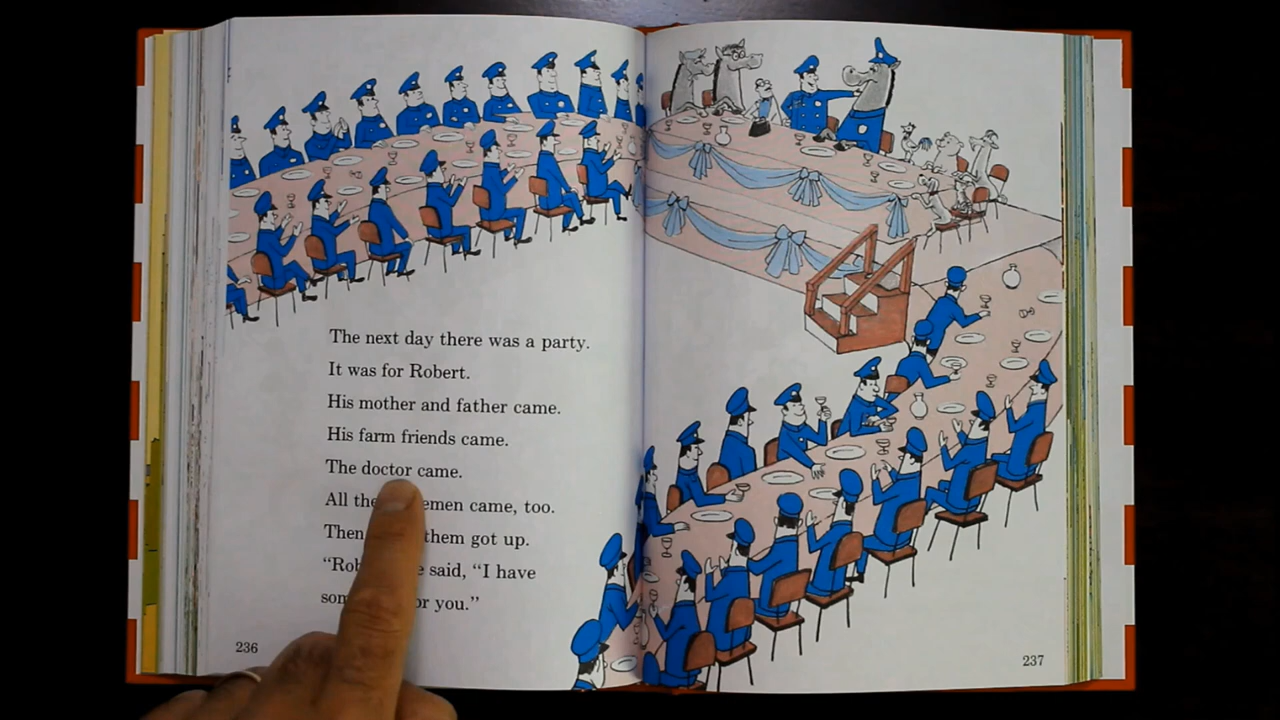 The next day there was a party.
It was for Robert.
His mother and father came.
His farm friends came.
The doctor came.
All the emen came, too.
Then them got up.
"Rob e said, "I have
som or you."
236
237